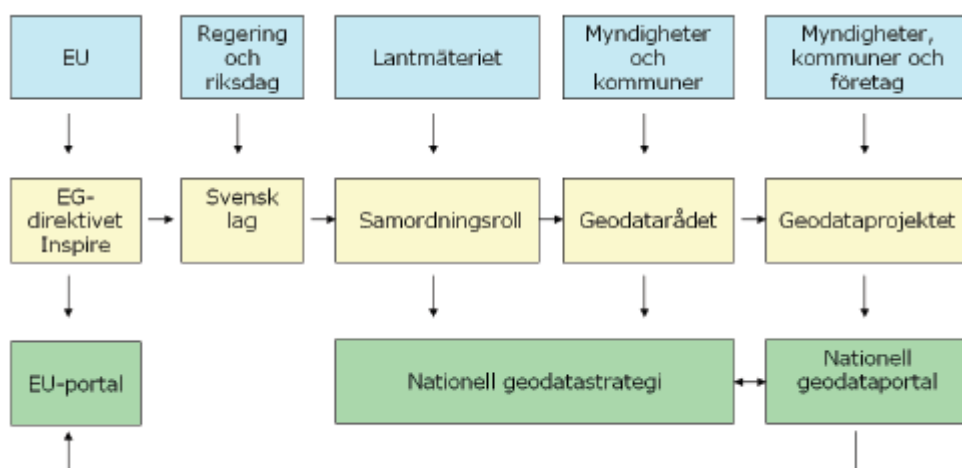 EU
Regering
och
riksdag
Lantmäteriet
Myndigheter
och
kommuner
Myndigheter,
kommuner och
företag
EG-
direktivet
Inspire
Svensk
lag
Samordningsroll
Geodatarådet
Geodataprojektet
EU-portal
Nationell geodatastrategi
Nationell
geodataportal